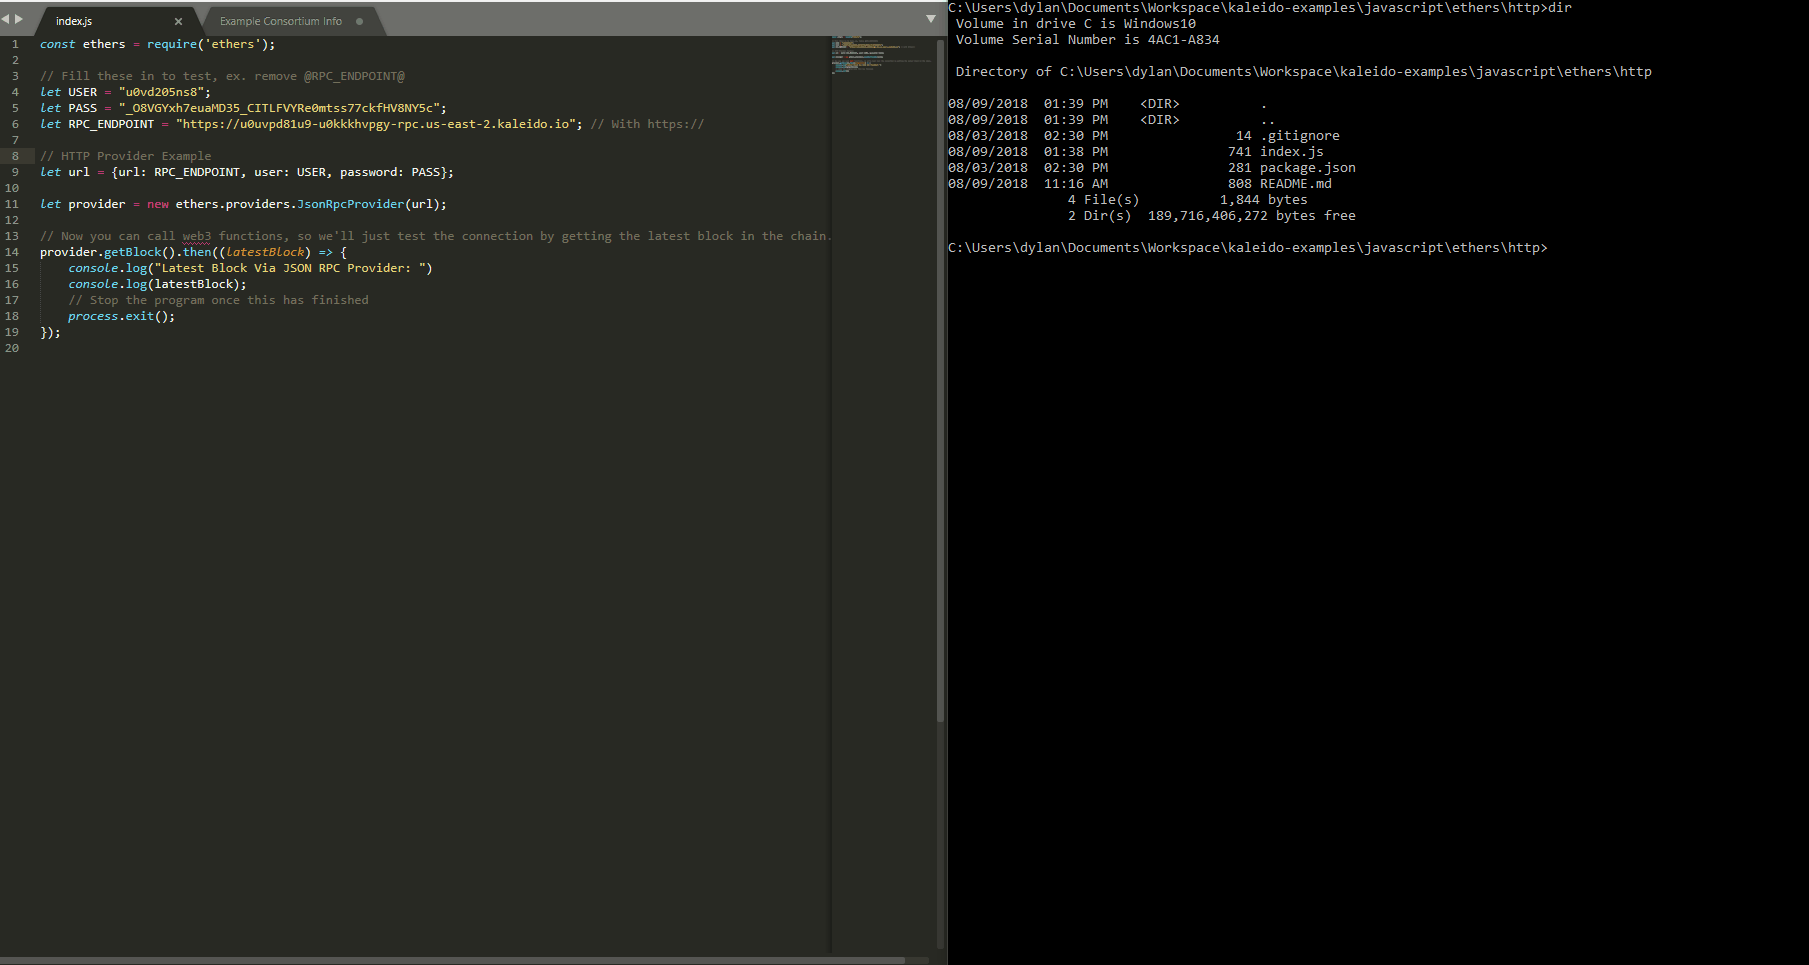 index.js
Example Consortium Info
1 const ethers = require('ethers');
2
3 // Fill these in to test, ex. remove @RPC_ENDPOINT@
4 let USER = "u0vd205ns8";
5 let PASS = "_O8VGYxh7euaMD35_CITLFVYRe0mtss77ckfHV8NY5c";
6 let RPC_ENDPOINT = "https://u0uvpd81u9-u0kkkhvpgy-rpc.us-east-2.kaleido.io"; // With https://
7
8 // HTTP Provider Example
9 let url = {url: RPC_ENDPOINT, user: USER, password: PASS};
10
11 let provider = new ethers.providers.JsonRpcProvider(url);
12
13 // Now you can call web3 functions, so we'll just test the connection by getting the latest block in the chain.
14 provider.getBlock().then((latestBlock) => {
15     console.log("Latest Block Via JSON RPC Provider: ")
16     console.log(latestBlock);
17     // Stop the program once this has finished
18     process.exit();
19 });
20
C:\Users\dylan\Documents\Workspace\kaleido-examples\javascript\ethers\http>dir
 Volume in drive C is Windows10
 Volume Serial Number is 4AC1-A834
 Directory of C:\Users\dylan\Documents\Workspace\kaleido-examples\javascript\ethers\http
08/09/2018  01:39 PM    <DIR>          .
08/09/2018  01:39 PM    <DIR>          ..
08/03/2018  02:30 PM                14 .gitignore
08/09/2018  01:38 PM               741 index.js
08/03/2018  02:30 PM               281 package.json
08/09/2018  11:16 AM               808 README.md
               4 File(s)          1,844 bytes
               2 Dir(s)  189,716,406,272 bytes free
C:\Users\dylan\Documents\Workspace\kaleido-examples\javascript\ethers\http>